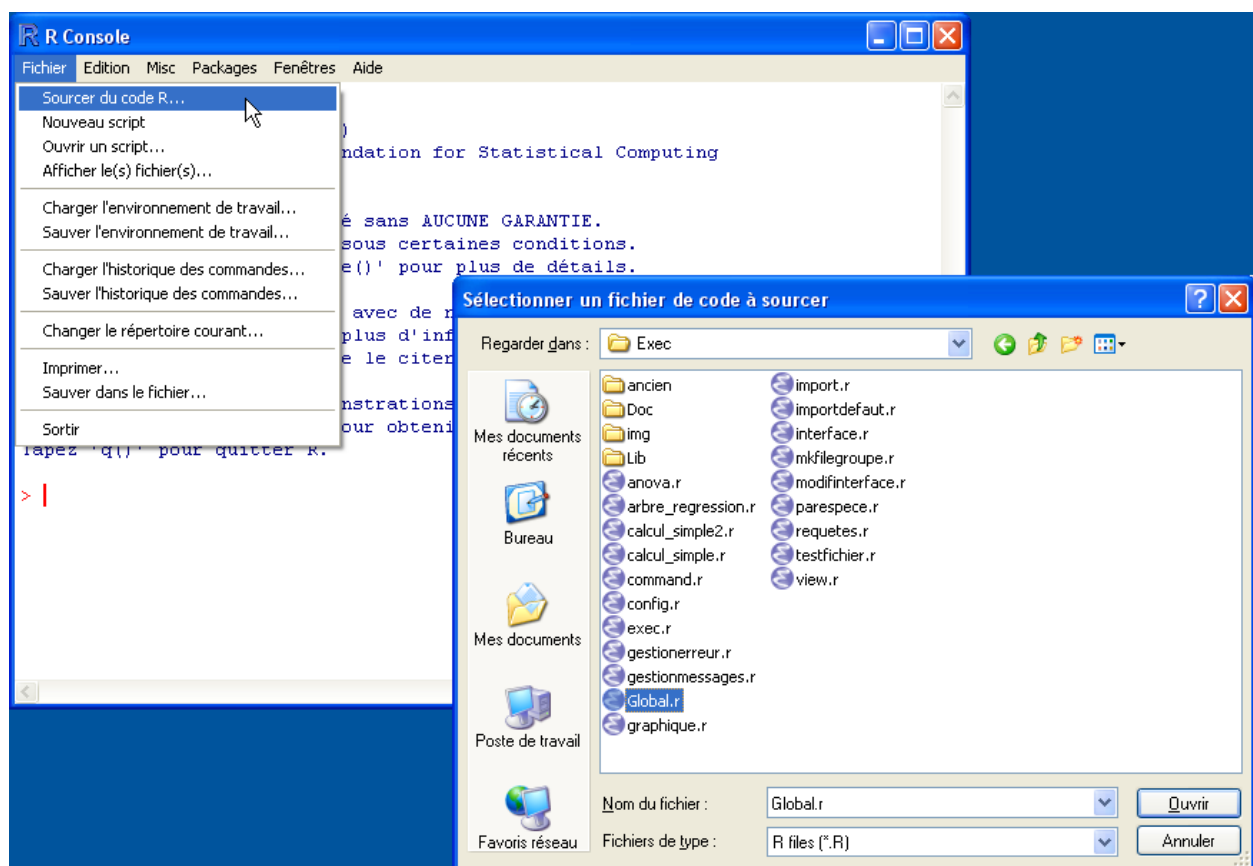 R Console
Fichier Edition Misc Packages Fenêtres Aide
Sourcer du code R...
Nouveau script
Ouvrir un script...
Afficher le(s) fichier(s)...
Charger l'environnement de travail...
Sauver l'environnement de travail...
Charger l'historique des commandes...
Sauver l'historique des commandes...
Changer le répertoire courant...
Imprimer...
Sauver dans le fichier...
Sortir
)
ndation for Statistical Computing
é sans AUCUNE GARANTIE.
sous certaines conditions.
e()' pour plus de détails.
avec de
plus d'inf
e le citer
nstrations
our obteni
Tapez 'q()' pour quitter R.
>
Sélectionner un fichier de code à sourcer
Regarder dans : Exec
Mes documents récents
Bureau
Mes documents
Poste de travail
Favoris réseau
ancien
Doc
img
Lib
anova.r
arbre_regression.r
calcul_simple2.r
calcul_simple.r
command.r
config.r
exec.r
gestionerreur.r
gestionmessages.r
Global.r
graphique.r
import.r
importdefaut.r
interface.r
mkfilegroupe.r
modifinterface.r
parespece.r
requetes.r
testfichier.r
view.r
Nom du fichier : Global.r Ouvrir
Fichiers de type : R files (*.R) Annuler